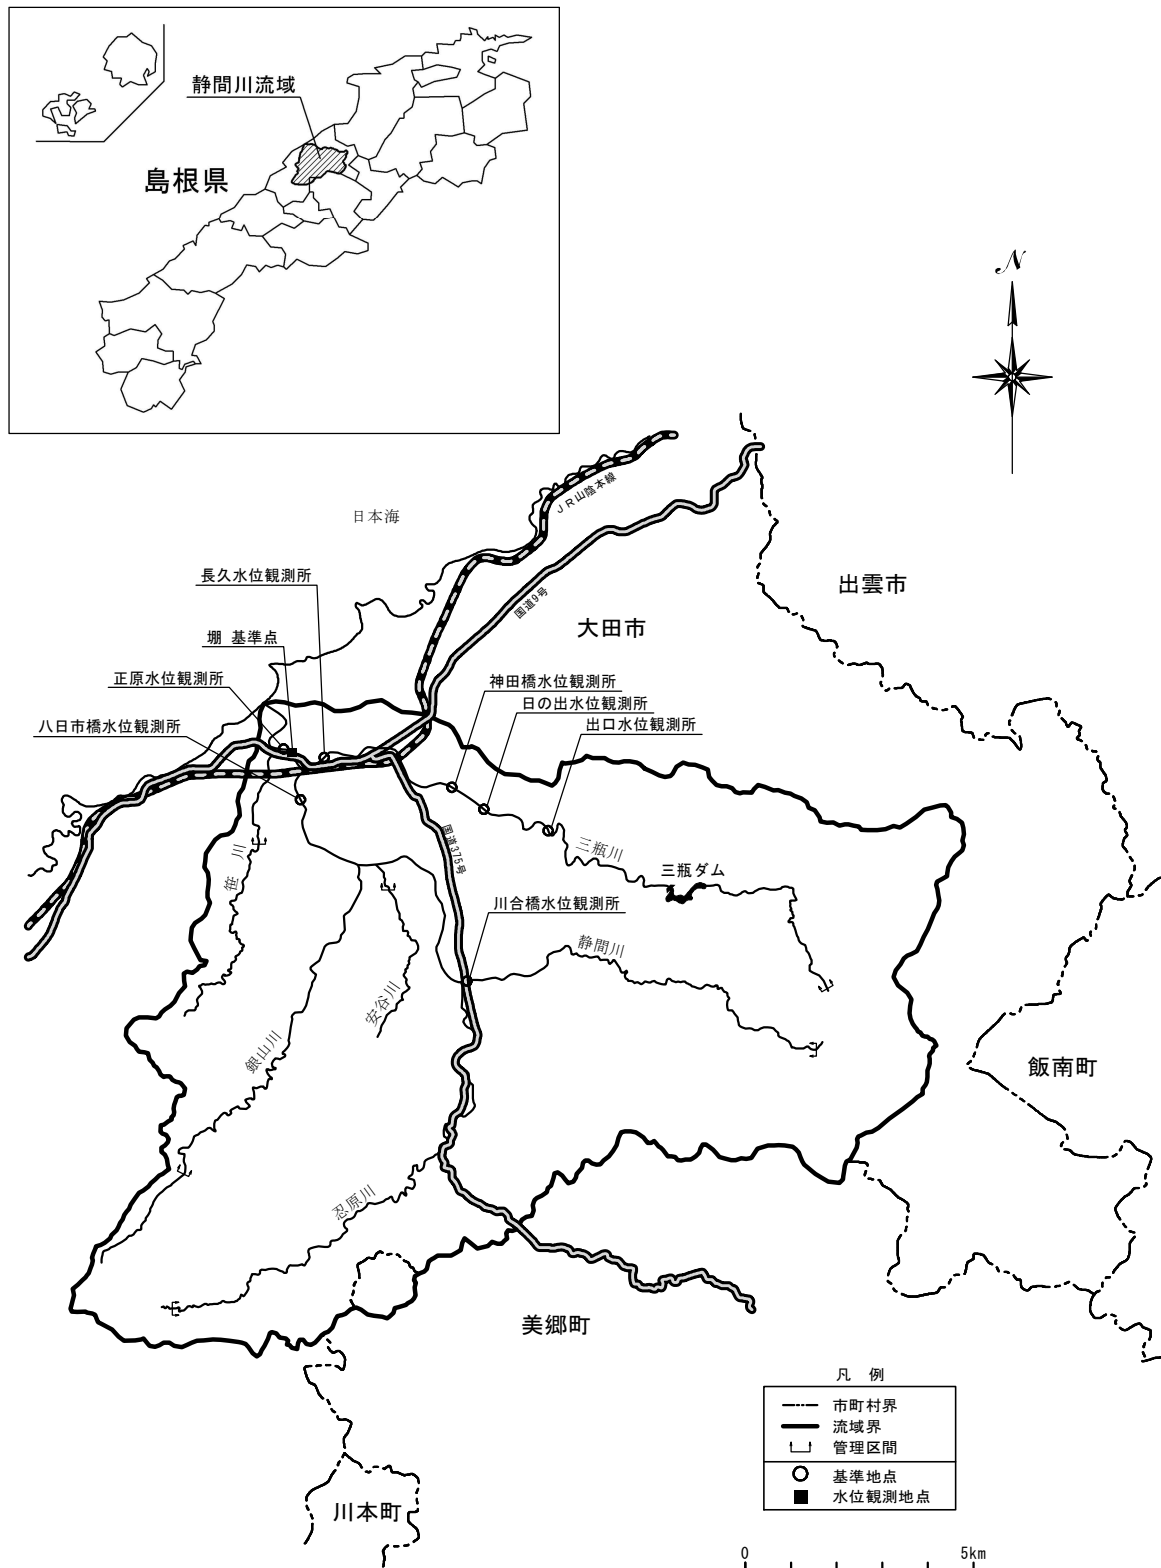 静間川流域
島根県
N
日本海
JR山陰本線
国道9号
出雲市
大田市
長久水位観測所
堋 基準点
正原水位観測所
八日市橋水位観測所
神田橋水位観測所
日の出水位観測所
出口水位観測所
国道375号
三瓶川
三瓶ダム
笹川
川合橋水位観測所
静間川
安谷川
銀山川
飯南町
忍原川
美郷町
川本町
凡 例
市町村界
流域界
管理区間
基準地点
水位観測地点
0 5km